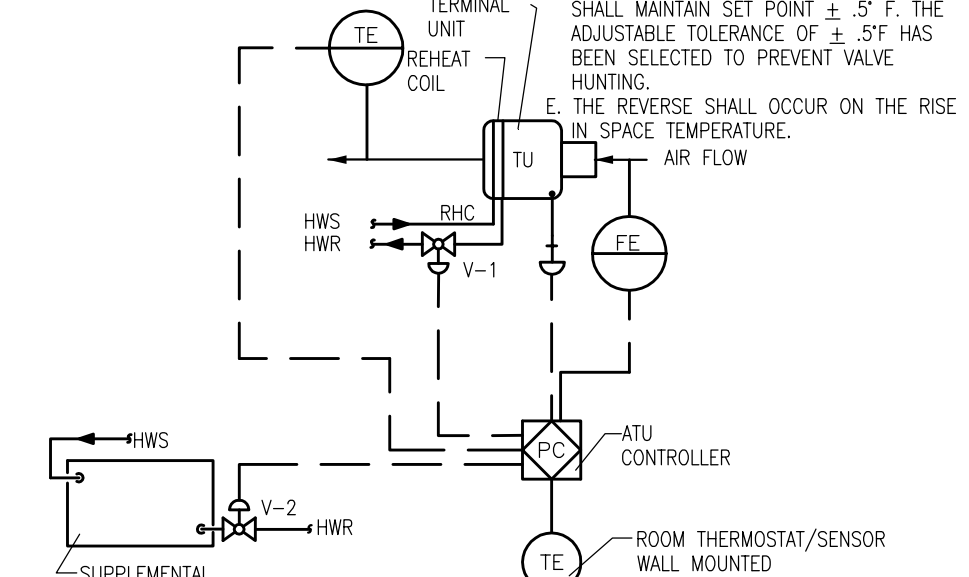 TERMINAL
UNIT
TE
REHEAT
COIL
SHALL MAINTAIN SET POINT ± .5° F. THE
ADJUSTABLE TOLERANCE OF ± .5°F HAS
BEEN SELECTED TO PREVENT VALVE
HUNTING.
E. THE REVERSE SHALL OCCUR ON THE RISE
IN SPACE TEMPERATURE.
TU
AIR FLOW
RHC
HWS
HWR
V-1
FE
HWS
PC
ATU
CONTROLLER
V-2
HWR
TE
ROOM THERMOSTAT/SENSOR
WALL MOUNTED
SUPPLEMENTAL